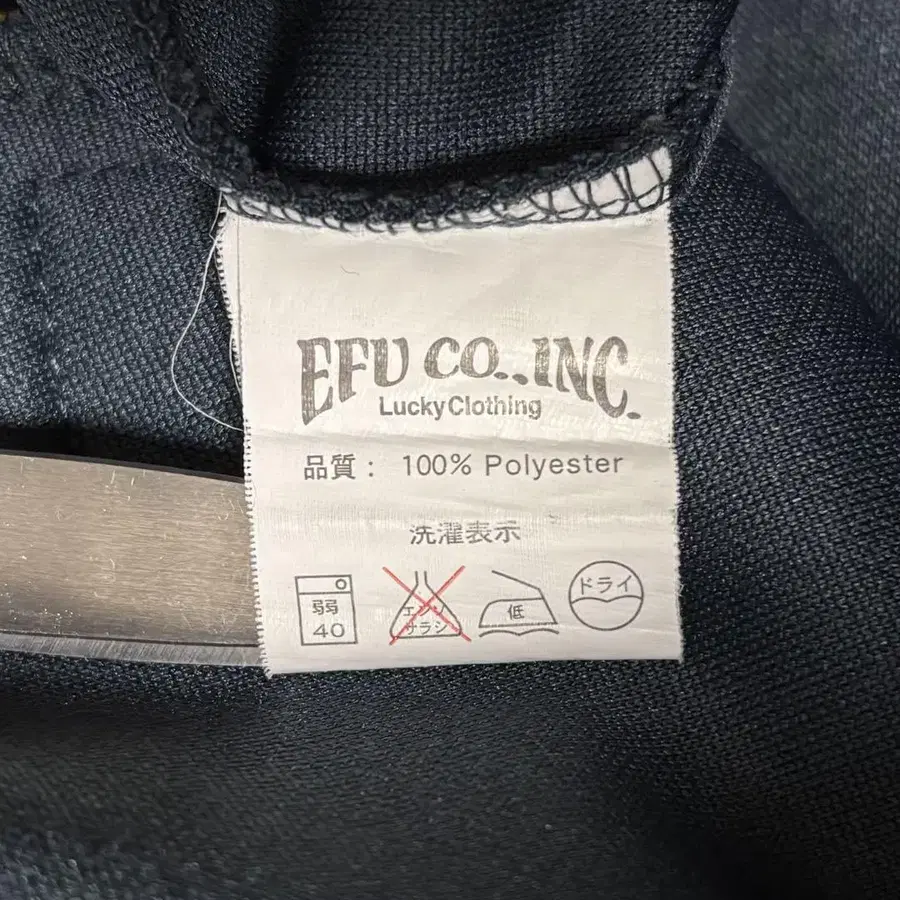 EFU CO., INC.
LuckyClothing
品質： 100% Polyester
洗濯表示
弱
40
エンソ
サラシ
低
ドライ